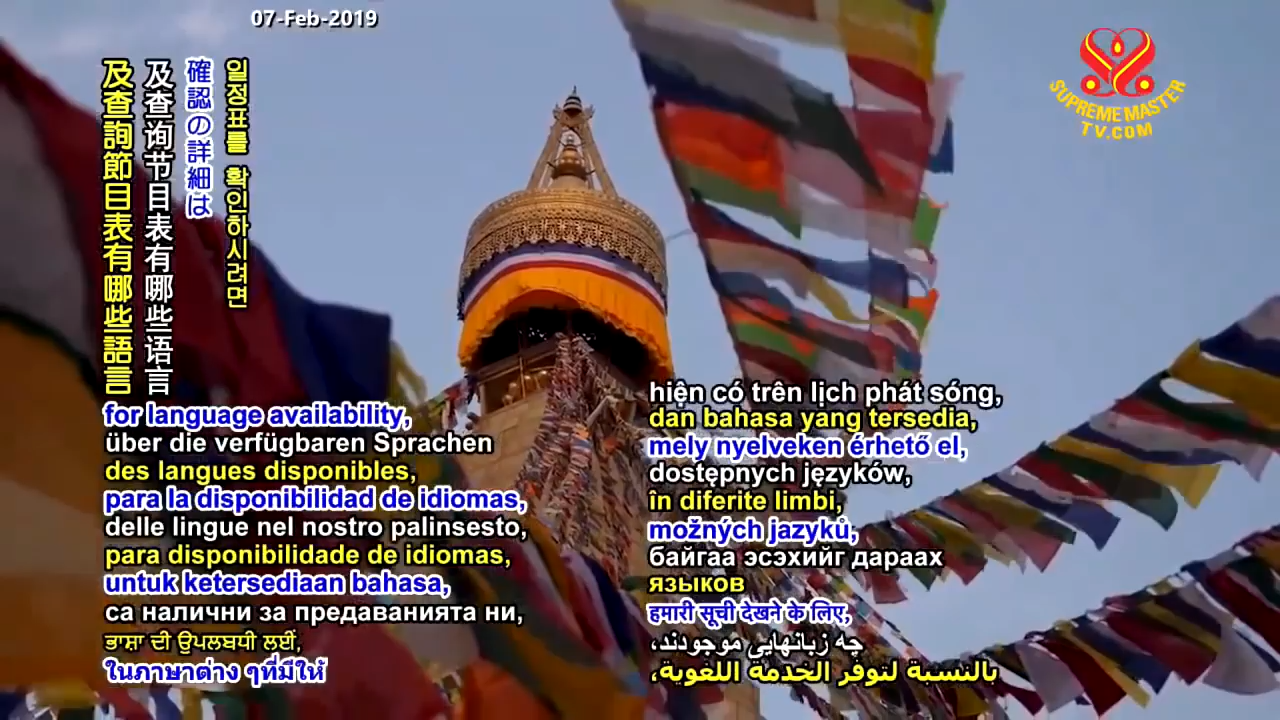 07-Feb-2019
SUPREME MASTER
TV.COM
及查詢節目表有哪些語言
及查询节目表有哪些语言
確認の詳細は
일정표를 확인하시려면
for language availability,
über die verfügbaren Sprachen
des langues disponibles,
para la disponibilidad de idiomas,
delle lingue nel nostro palinsesto,
para disponibilidade de idiomas,
untuk ketersediaan bahasa,
са налични за предаванията ни,
ਭਾਸ਼ਾ ਦੀ ਉਪਲਬਧੀ ਲਈ,
ในภาษาต่าง ๆที่มีให้
hiện có trên lịch phát sóng,
dan bahasa yang tersedia,
mely nyelveken érhető el,
dostępnych języków,
în diferite limbi,
možných jazyků,
байгаа эсэхийг дараах
языков
हमारी सूची देखने के लिए,
چه زبانهایی موجودند،
بالنسبة لتوفر الخدمة اللغوية،